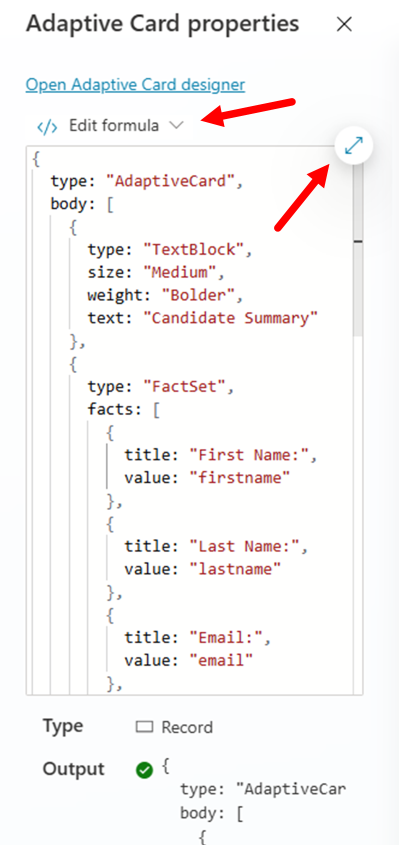 Adaptive Card properties
Open Adaptive Card designer
</> Edit formula
{
type: "AdaptiveCard",
body: [
{
type: "TextBlock",
size: "Medium",
weight: "Bolder",
text: "Candidate Summary"
},
{
type: "FactSet",
facts: [
{
title: "First Name:",
value: "firstname"
},
{
title: "Last Name:",
value: "lastname"
},
{
title: "Email:",
value: "email"
},
Type Record
Output {
type: "AdaptiveCar
body: [
{